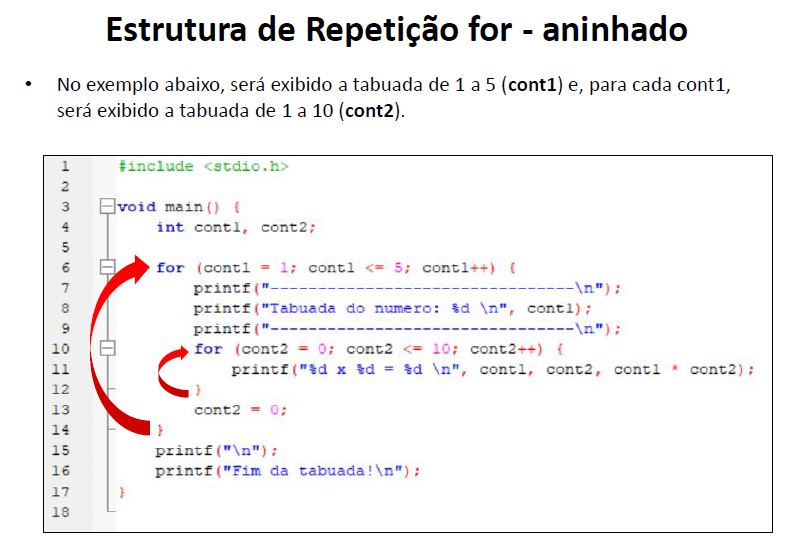 Estrutura de Repetição for - aninhado
• No exemplo abaixo, será exibido a tabuada de 1 a 5 (cont1) e, para cada cont1,
será exibido a tabuada de 1 a 10 (cont2).
1 #include <stdio.h>
2
3 void main() {
4 int cont1, cont2;
5
6 for (cont1 = 1; cont1 <= 5; cont1++) {
7 printf("--------------------------------\n");
8 printf("Tabuada do numero: %d \n", cont1);
9 printf("--------------------------------\n");
10 for (cont2 = 0; cont2 <= 10; cont2++) {
11 printf("%d x %d = %d \n", cont1, cont2, cont1 * cont2);
12 }
13 cont2 = 0;
14 }
15 printf("\n");
16 printf("Fim da tabuada!\n");
17 }
18